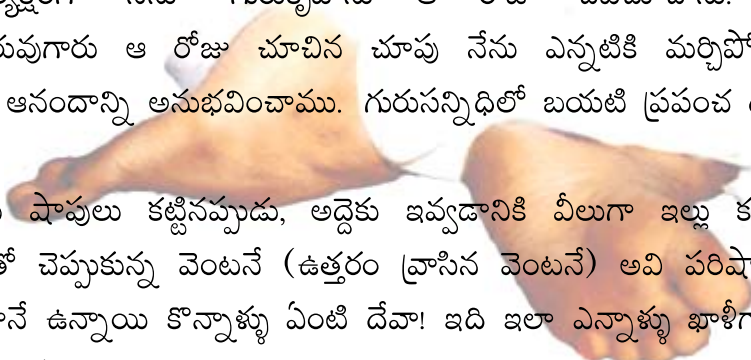 రువుగారు ఆ రోజు చూచిన చూపు నేను ఎన్నటికి మర్చిపో
ఆనందాన్ని అనుభవించాము. గురుసన్నిధిలో బయటి ప్రపంచ
షాపులు కట్టినప్పుడు, అద్దెకు ఇవ్వడానికి వీలుగా ఇల్లు క
తో చెప్పుకున్న వెంటనే (ఉత్తరం వ్రాసిన వెంటనే) అవి పరిష్
నే ఉన్నాయి కొన్నాళ్ళు ఏంటి దేవా! ఇది ఇలా ఎన్నాళ్ళు ఖాళీగ